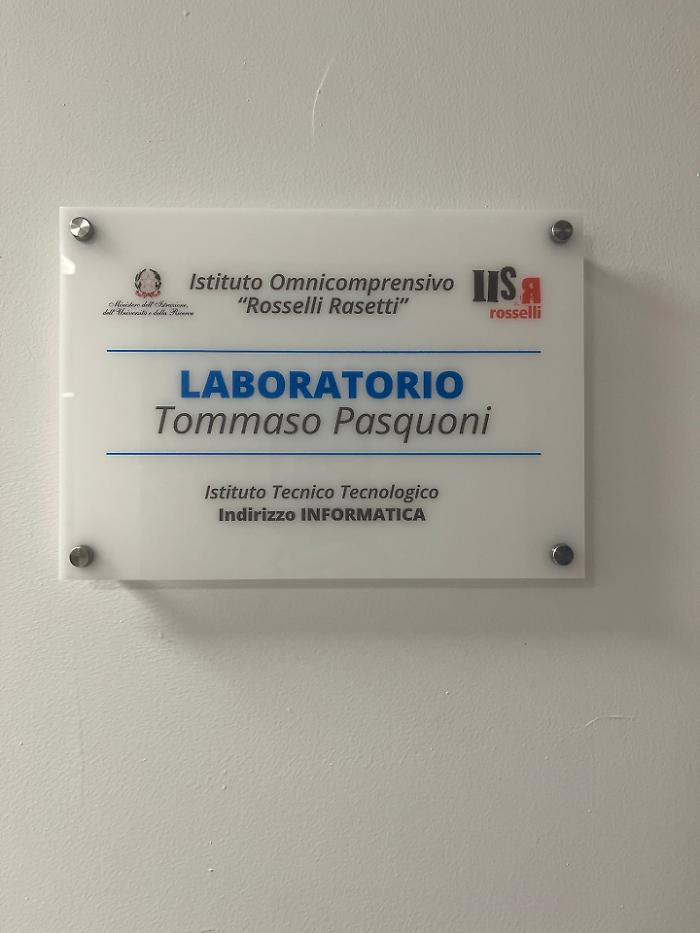 Ministero dell'Istruzione,
dell'Università e della Ricerca
Istituto Omnicomprensivo
"Rosselli Rasetti"
IISR
rosselli
LABORATORIO
Tommaso Pasquoni
Istituto Tecnico Tecnologico
Indirizzo INFORMATICA